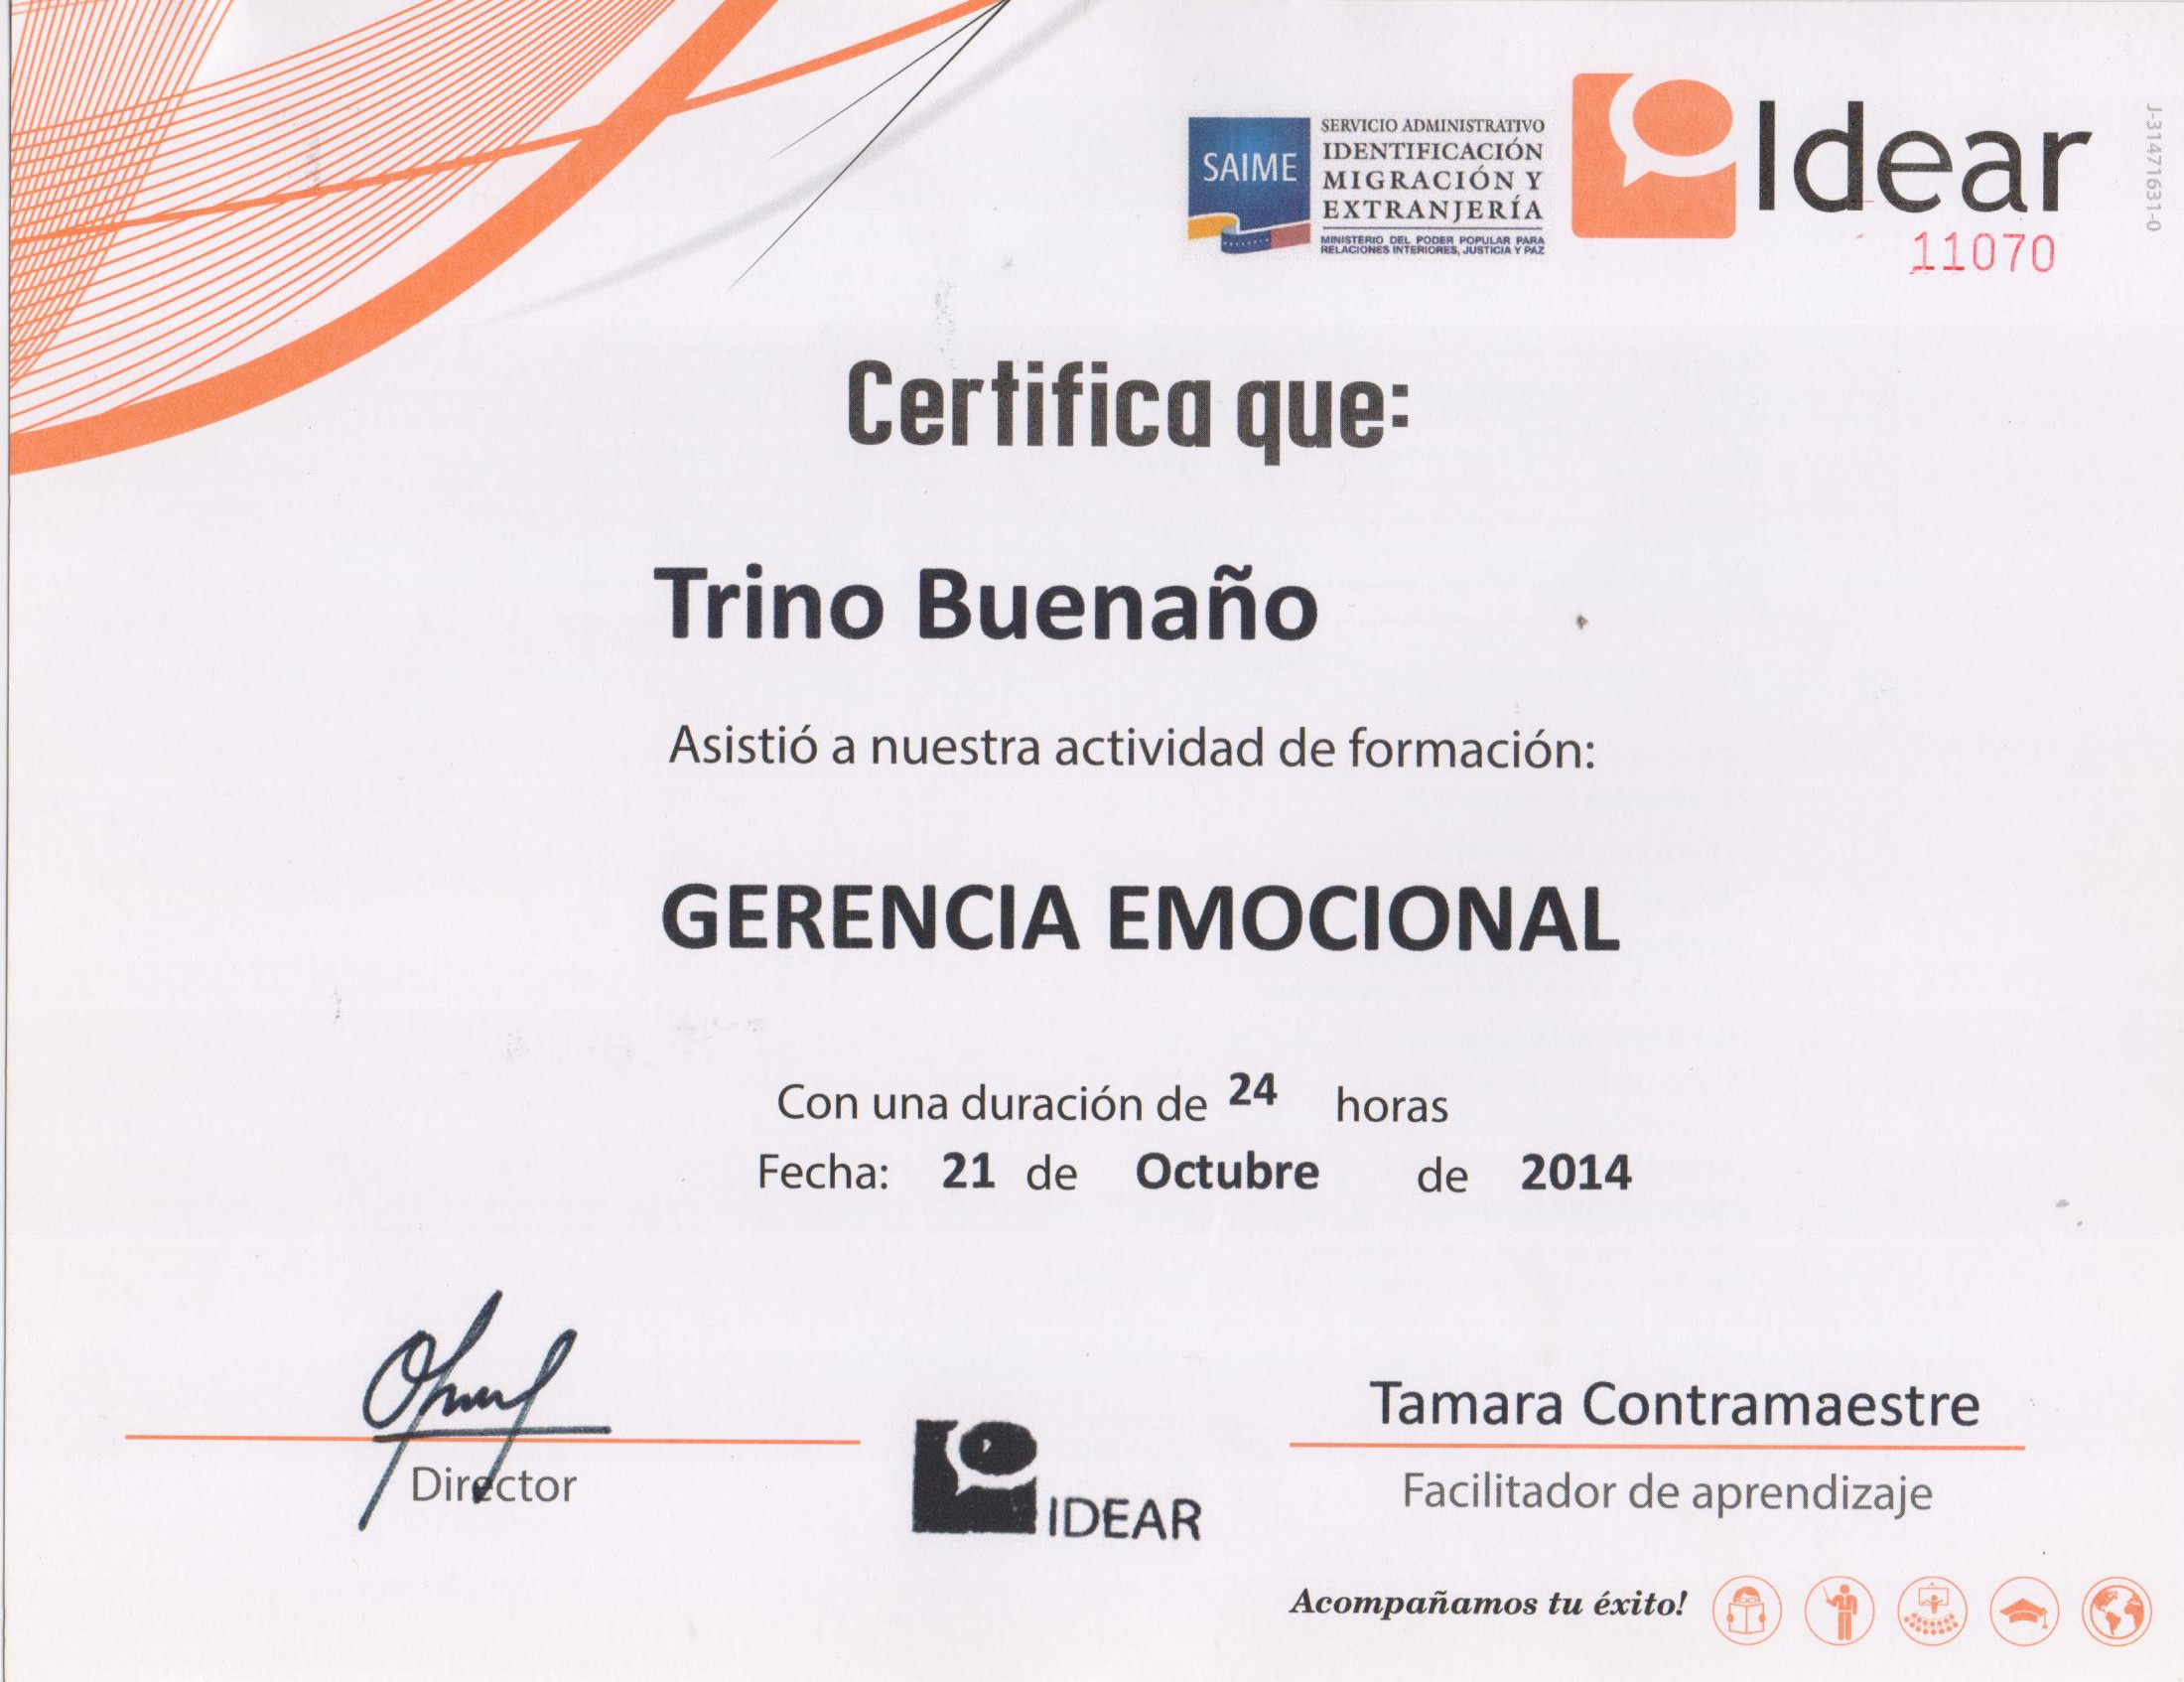 SAIME
SERVICIO ADMINISTRATIVO
IDENTIFICACIÓN
MIGRACIÓN Y
EXTRANJERÍA
MINISTERIO DEL PODER POPULAR PARA
RELACIONES INTERIORES, JUSTICIA Y PAZ
Idear
J-31471631-0
11070
Certifica que:
Trino Buenaño
Asistió a nuestra actividad de formación:
GERENCIA EMOCIONAL
Con una duración de 24 horas
Fecha: 21 de Octubre de 2014
Director
IDEAR
Tamara Contramaestre
Facilitador de aprendizaje
Acompañamos tu éxito!